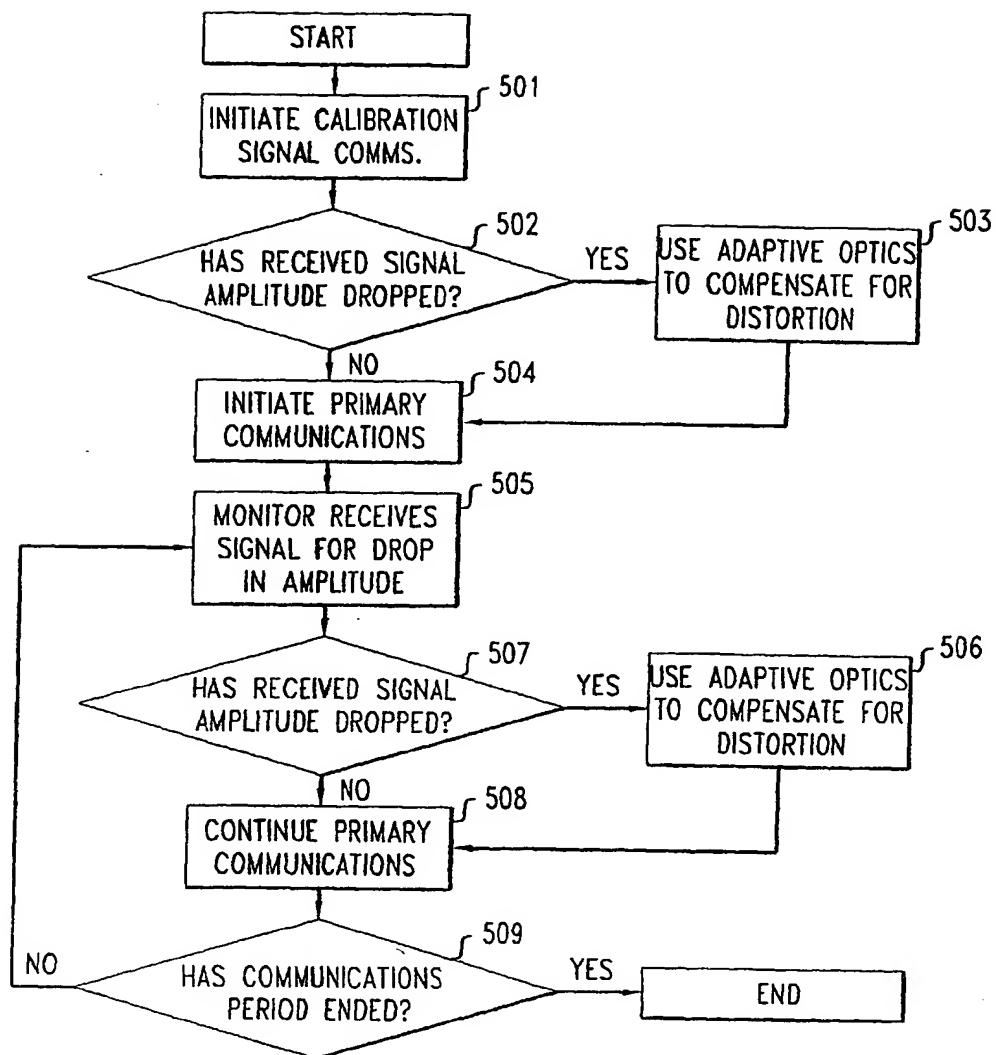 START
501
INITIATE CALIBRATION
SIGNAL COMMS.
502
HAS RECEIVED SIGNAL
AMPLITUDE DROPPED?
YES
503
USE ADAPTIVE OPTICS
TO COMPENSATE FOR
DISTORTION
NO
504
INITIATE PRIMARY
COMMUNICATIONS
505
MONITOR RECEIVES
SIGNAL FOR DROP
IN AMPLITUDE
507
HAS RECEIVED SIGNAL
AMPLITUDE DROPPED?
YES
506
USE ADAPTIVE OPTICS
TO COMPENSATE FOR
DISTORTION
NO
508
CONTINUE PRIMARY
COMMUNICATIONS
509
NO
HAS COMMUNICATIONS
PERIOD ENDED?
YES
END